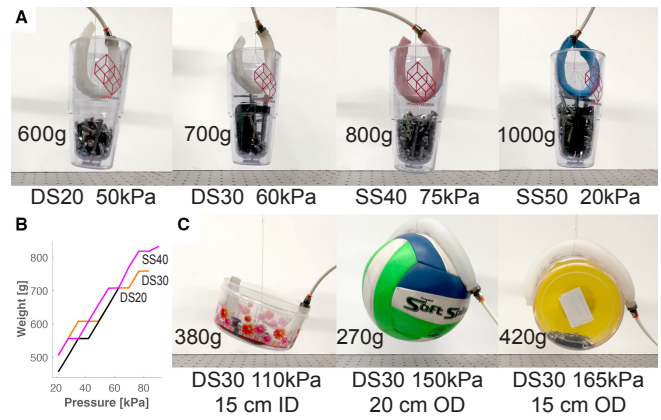 A
600g
700g
800g
1000g
DS20 50kPa
DS30 60kPa
SS40 75kPa
SS50 20kPa
B
Weight [g]
800
700
600
500
SS40
DS30
DS20
20
40
60
80
Pressure [kPa]
C
380g
270g
420g
Soft
DS30 110kPa
15 cm ID
DS30 150kPa
20 cm OD
DS30 165kPa
15 cm OD